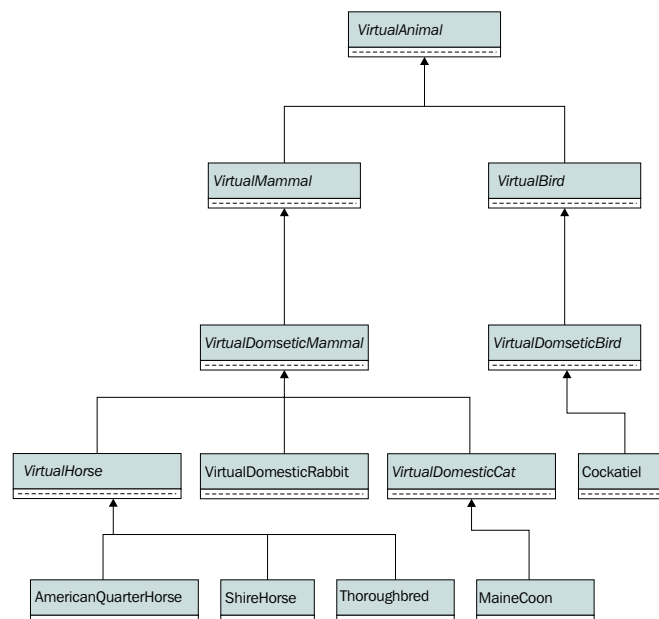 VirtualAnimal
VirtualMammal
VirtualBird
VirtualDomseticMammal
VirtualDomseticBird
VirtualHorse
VirtualDomesticRabbit
VirtualDomesticCat
Cockatiel
AmericanQuarterHorse
ShireHorse
Thoroughbred
MaineCoon